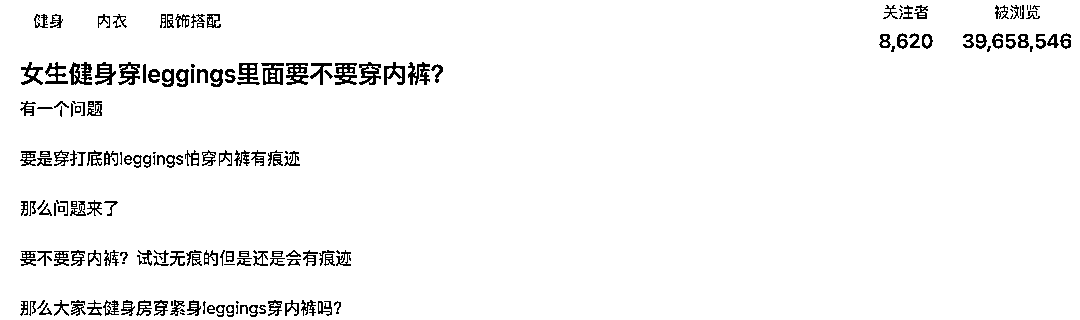 健身 内衣 服饰搭配
关注者 被浏览
8,620 39,658,546
女生健身穿leggings里面要不要穿内裤?
有一个问题
要是穿打底的leggings怕穿内裤有痕迹
那么问题来了
要不要穿内裤? 试过无痕的但是还是会有痕迹
那么大家去健身房穿紧身leggings穿内裤吗?